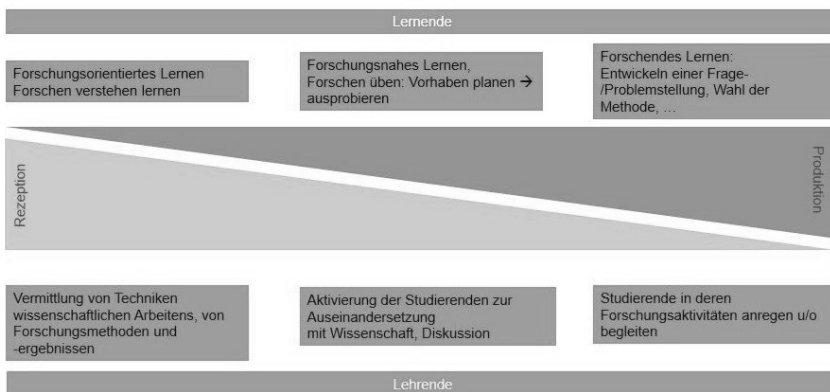 Lernende
Forschungsorientiertes Lernen
Forschen verstehen lernen
Forschungsnahes Lernen,
Forschen üben: Vorhaben planen →
ausprobieren
Forschendes Lernen:
Entwickeln einer Frage-
/Problemstellung, Wahl der
Methode, …
Rezeption
Produktion
Vermittlung von Techniken
wissenschaftlichen Arbeitens, von
Forschungsmethoden und
-ergebnissen
Aktivierung der Studierenden zur
Auseinandersetzung
mit Wissenschaft, Diskussion
Studierende in deren
Forschungsaktivitäten anregen u/o
begleiten
Lehrende